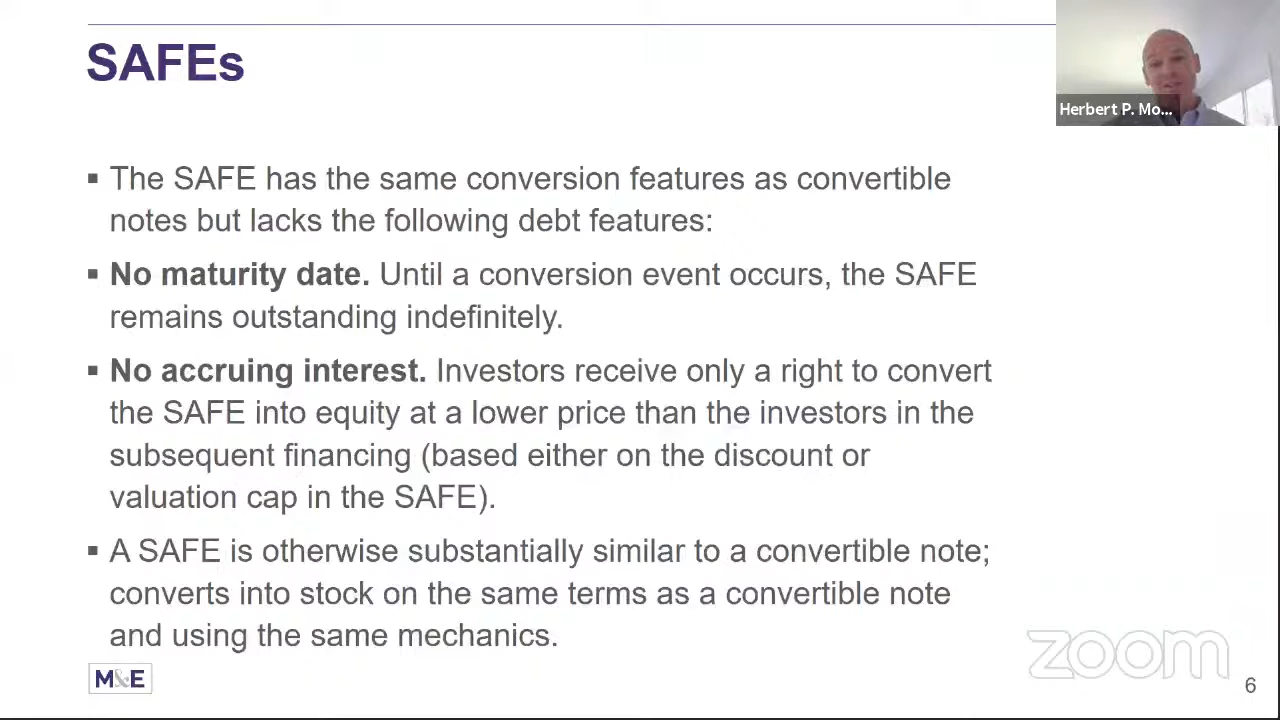 SAFEs
Herbert P. Mo...
▪ The SAFE has the same conversion features as convertible
notes but lacks the following debt features:
▪ No maturity date. Until a conversion event occurs, the SAFE
remains outstanding indefinitely.
▪ No accruing interest. Investors receive only a right to convert
the SAFE into equity at a lower price than the investors in the
subsequent financing (based either on the discount or
valuation cap in the SAFE).
▪ A SAFE is otherwise substantially similar to a convertible note;
converts into stock on the same terms as a convertible note
and using the same mechanics.
M&E
zoom
6